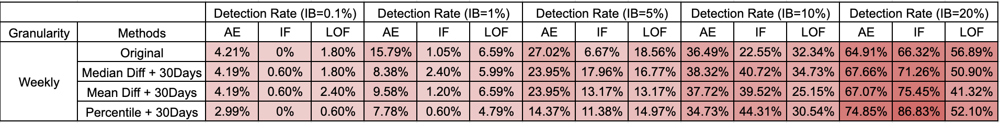 Detection Rate (IB=0.1%) Detection Rate (IB=1%) Detection Rate (IB=5%) Detection Rate (IB=10%) Detection Rate (IB=20%)
Granularity Methods AE IF LOF AE IF LOF AE IF LOF AE IF LOF AE IF LOF
Weekly
Original 4.21% 0% 1.80% 15.79% 1.05% 6.59% 27.02% 6.67% 18.56% 36.49% 22.55% 32.34% 64.91% 66.32% 56.89%
Median Diff + 30Days 4.19% 0.60% 1.80% 8.38% 2.40% 5.99% 23.95% 17.96% 16.77% 38.32% 40.72% 34.73% 67.66% 71.26% 50.90%
Mean Diff + 30Days 4.19% 0.60% 2.40% 9.58% 1.20% 6.59% 23.95% 13.17% 13.17% 37.72% 39.52% 25.15% 67.07% 75.45% 41.32%
Percentile + 30Days 2.99% 0% 0.60% 7.78% 0.60% 4.79% 14.37% 11.38% 14.97% 34.73% 44.31% 30.54% 74.85% 86.83% 52.10%